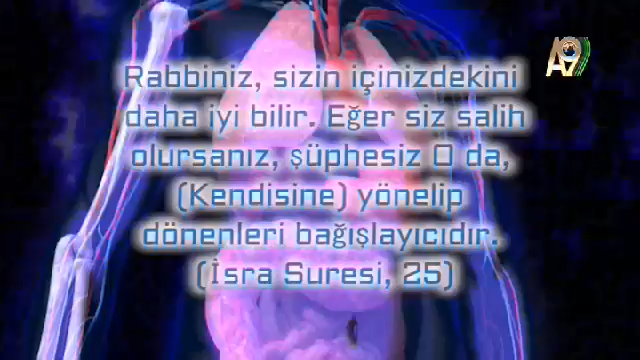 A9
Rabbiniz, sizin içinizdekini
daha iyi bilir. Eğer siz salih
olursanız, şüphesiz O da,
(Kendisine) yönelip
dönenleri bağışlayıcıdır.
(İsra Suresi, 25)